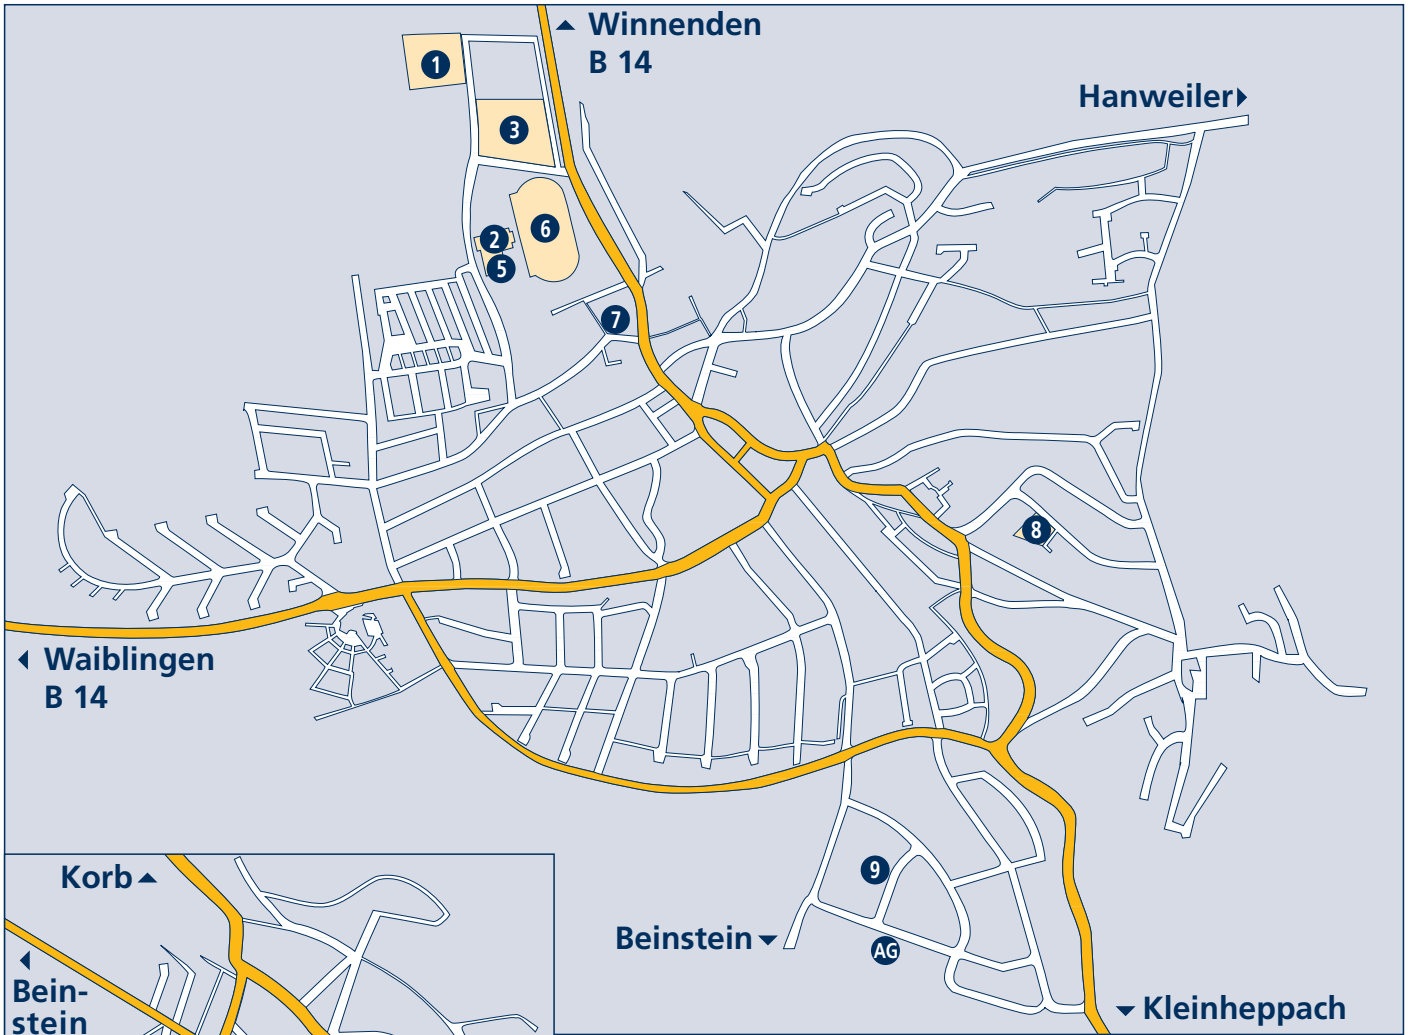 Winnenden
B 14
1
Hanweiler
3
6
2
5
7
8
Waiblingen
B 14
9
Korb
Beinstein
AG
Bein-
stein
Kleinheppach